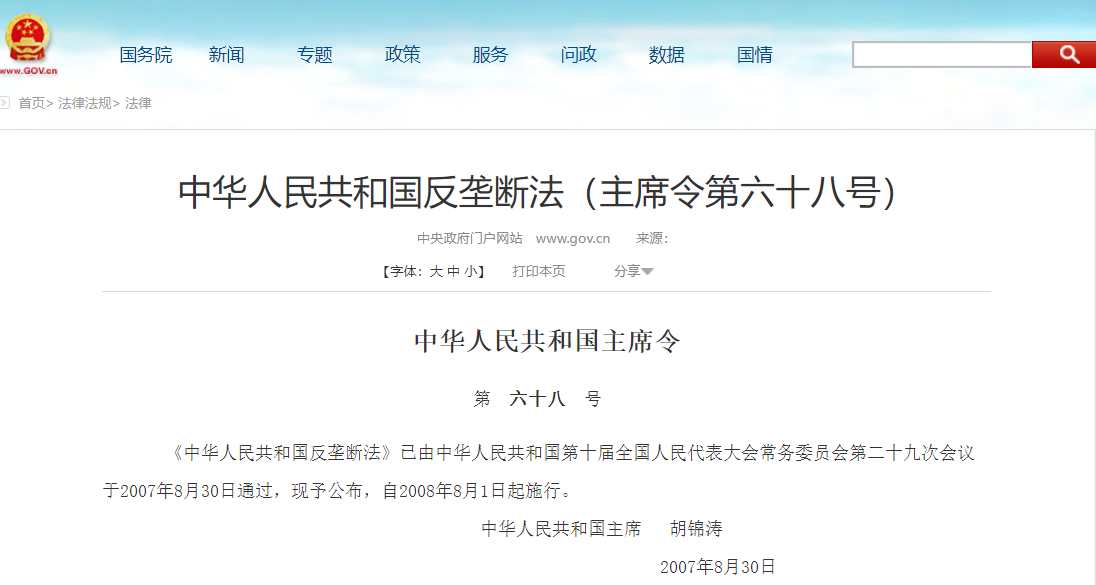 www.GOV.cn
国务院 新闻 专题 政策 服务 问政 数据 国情
首页> 法律法规> 法律
中华人民共和国反垄断法（主席令第六十八号）
中央政府门户网站 www.gov.cn 来源：
【字体：大 中 小】 打印本页 分享
中华人民共和国主席令
第 六十八 号
《中华人民共和国反垄断法》已由中华人民共和国第十届全国人民代表大会常务委员会第二十九次会议
于2007年8月30日通过，现予公布，自2008年8月1日起施行。
中华人民共和国主席 胡锦涛
2007年8月30日